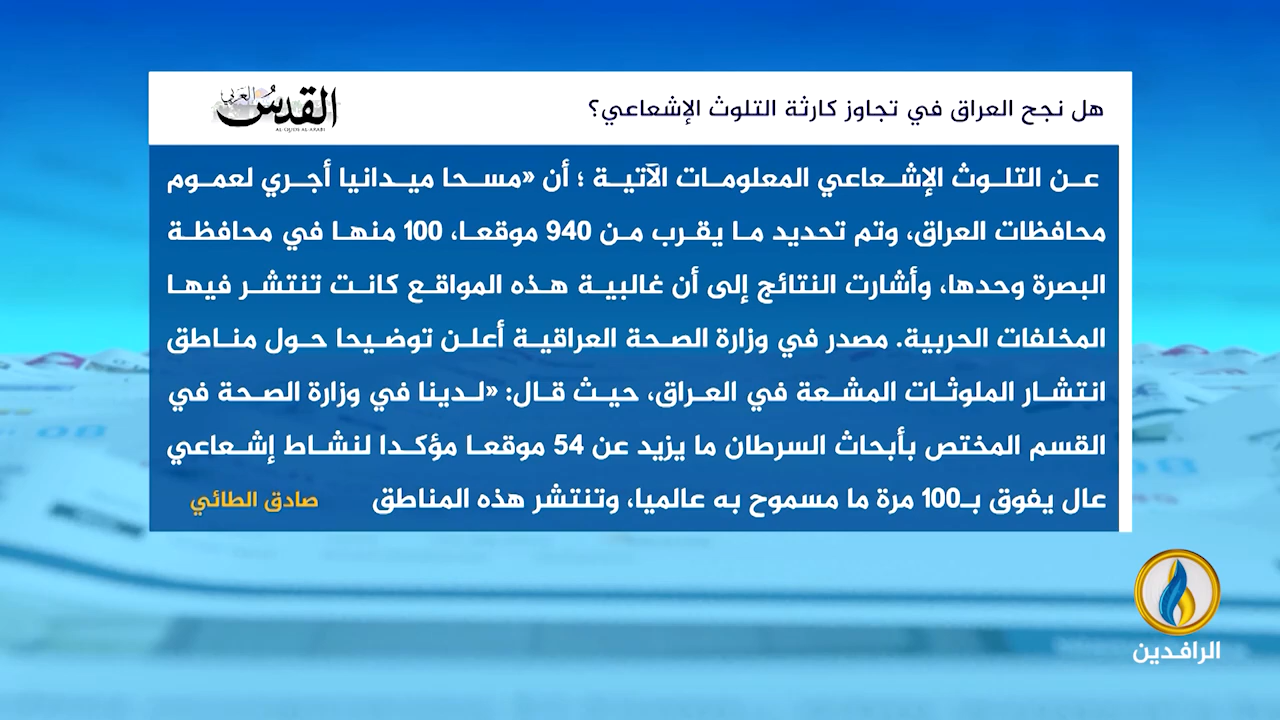 هل نجح العراق في تجاوز كارثة التلوث الإشعاعي؟
القدس العربي
AL-QUDS AL-ARABI
عن التلوث الإشعاعي المعلومات الآتية ؛ أن «مسحا ميدانيا أجري لعموم
محافظات العراق، وتم تحديد ما يقرب من 940 موقعا، 100 منها في محافظة
البصرة وحدها، وأشارت النتائج إلى أن غالبية هذه المواقع كانت تنتشر فيها
المخلفات الحربية. مصدر في وزارة الصحة العراقية أعلن توضيحا حول مناطق
انتشار الملوثات المشعة في العراق، حيث قال: «لدينا في وزارة الصحة في
القسم المختص بأبحاث السرطان ما يزيد عن 54 موقعا مؤكدا لنشاط إشعاعي
عال يفوق بـ100 مرة ما مسموح به عالميا، وتنتشر هذه المناطق
صادق الطائي
الرافدين